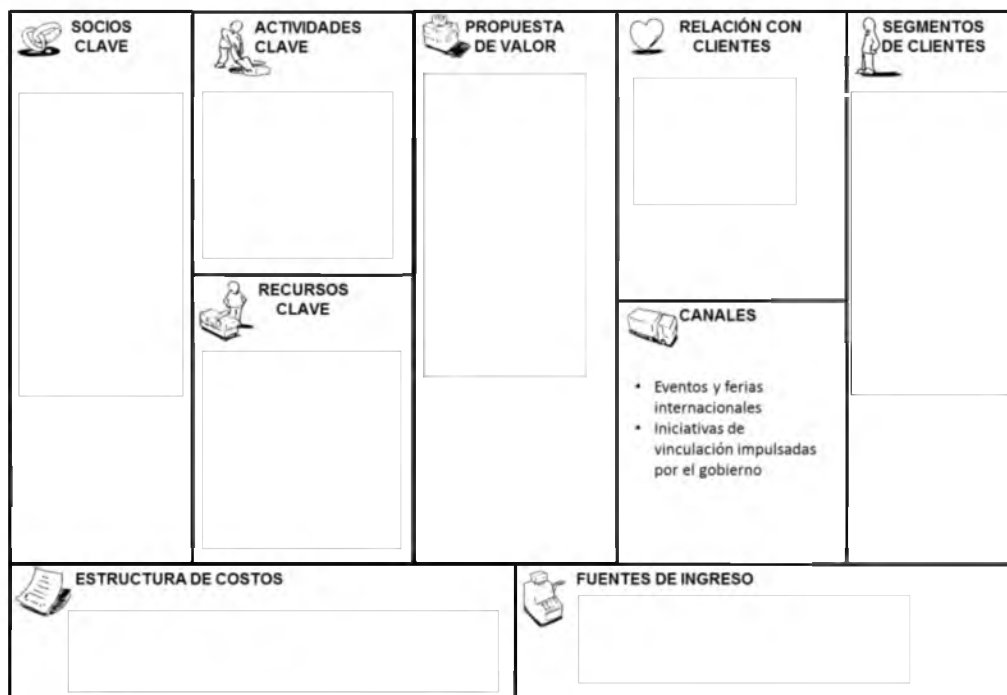 SOCIOS
CLAVE
ACTIVIDADES
CLAVE
PROPUESTA
DE VALOR
RELACIÓN CON
CLIENTES
SEGMENTOS
DE CLIENTES
RECURSOS
CLAVE
CANALES
• Eventos y ferias
internacionales
• Iniciativas de
vinculación impulsadas
por el gobierno
ESTRUCTURA DE COSTOS
FUENTES DE INGRESO